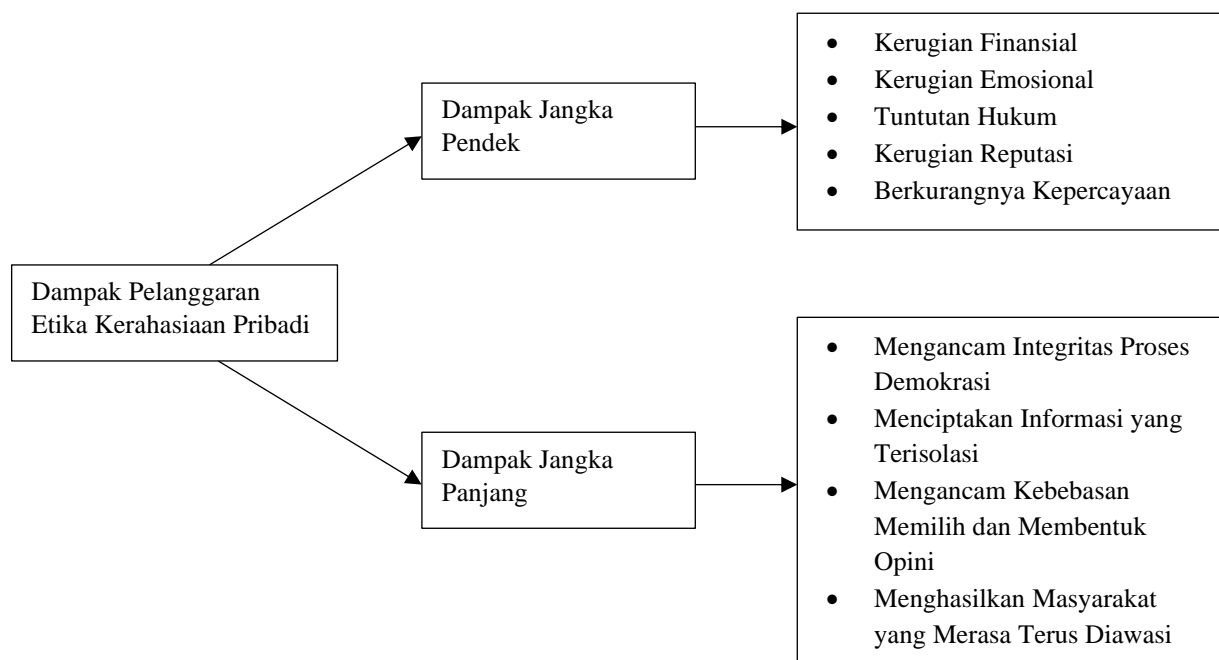 Dampak Pelanggaran
Etika Kerahasiaan Pribadi
Dampak Jangka
Pendek
• Kerugian Finansial
• Kerugian Emosional
• Tuntutan Hukum
• Kerugian Reputasi
• Berkurangnya Kepercayaan
Dampak Jangka
Panjang
• Mengancam Integritas Proses
Demokrasi
• Menciptakan Informasi yang
Terisolasi
• Mengancam Kebebasan
Memilih dan Membentuk
Opini
• Menghasilkan Masyarakat
yang Merasa Terus Diawasi